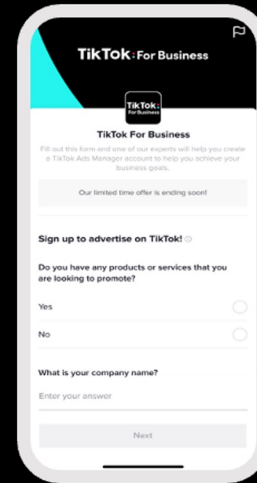 TikTok: For Business
TikTok:
For Business
TikTok For Business
Fill out this form and one of our experts will help you create
a TikTok Ads Manager account to help you achieve your
business goals.
Our limited time offer is ending soon!
Sign up to advertise on TikTok!
Do you have any products or services that you
are looking to promote?
Yes
No
What is your company name?
Enter your answer
Next